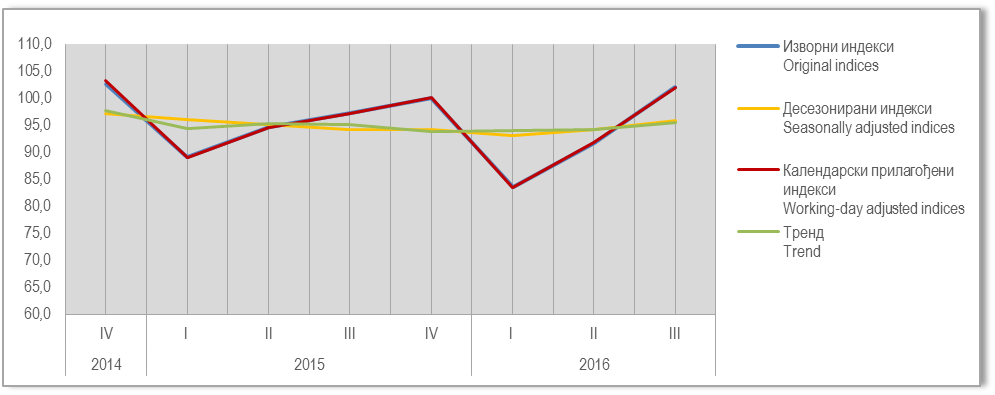 110,0
105,0
100,0
95,0
90,0
85,0
80,0
75,0
70,0
65,0
60,0
IV I II III IV I II III
2014 2015 2016
Изворни индекси
Original indices
Десезонирани индекси
Seasonally adjusted indices
Календарски прилагођени
индекси
Working-day adjusted indices
Тренд
Trend